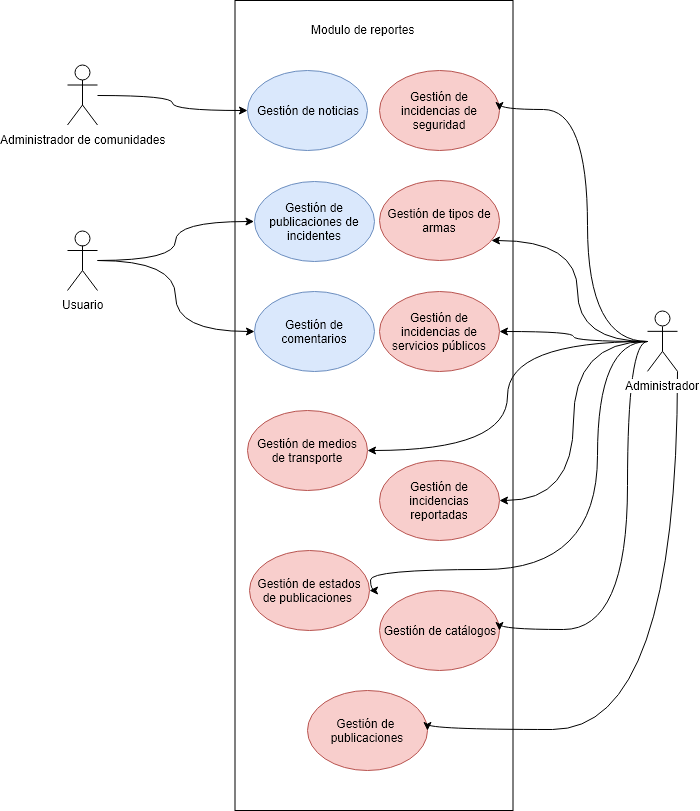 Modulo de reportes
Administrador de comunidades
Gestión de noticias
Gestión de
incidencias de
seguridad
Usuario
Gestión de
publicaciones de
incidentes
Gestión de tipos de
armas
Gestión de
comentarios
Gestión de
incidencias de
servicios públicos
Administrador
Gestión de medios
de transporte
Gestión de
incidencias
reportadas
Gestión de estados
de publicaciones
Gestión de catálogos
Gestión de
publicaciones